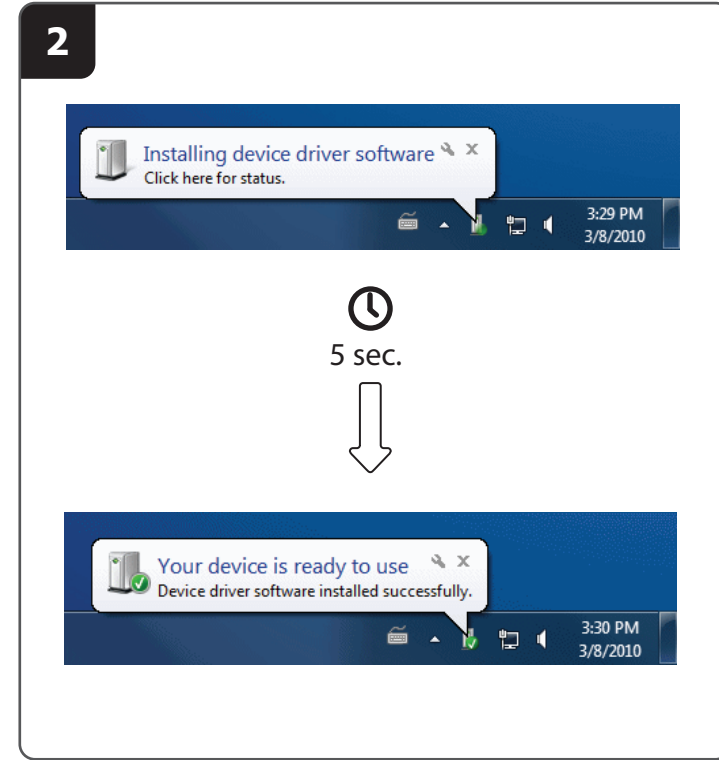 2
Installing device driver software
Click here for status.
3:29 PM
3/8/2010
5 sec.
Your device is ready to use
Device driver software installed successfully.
3:30 PM
3/8/2010